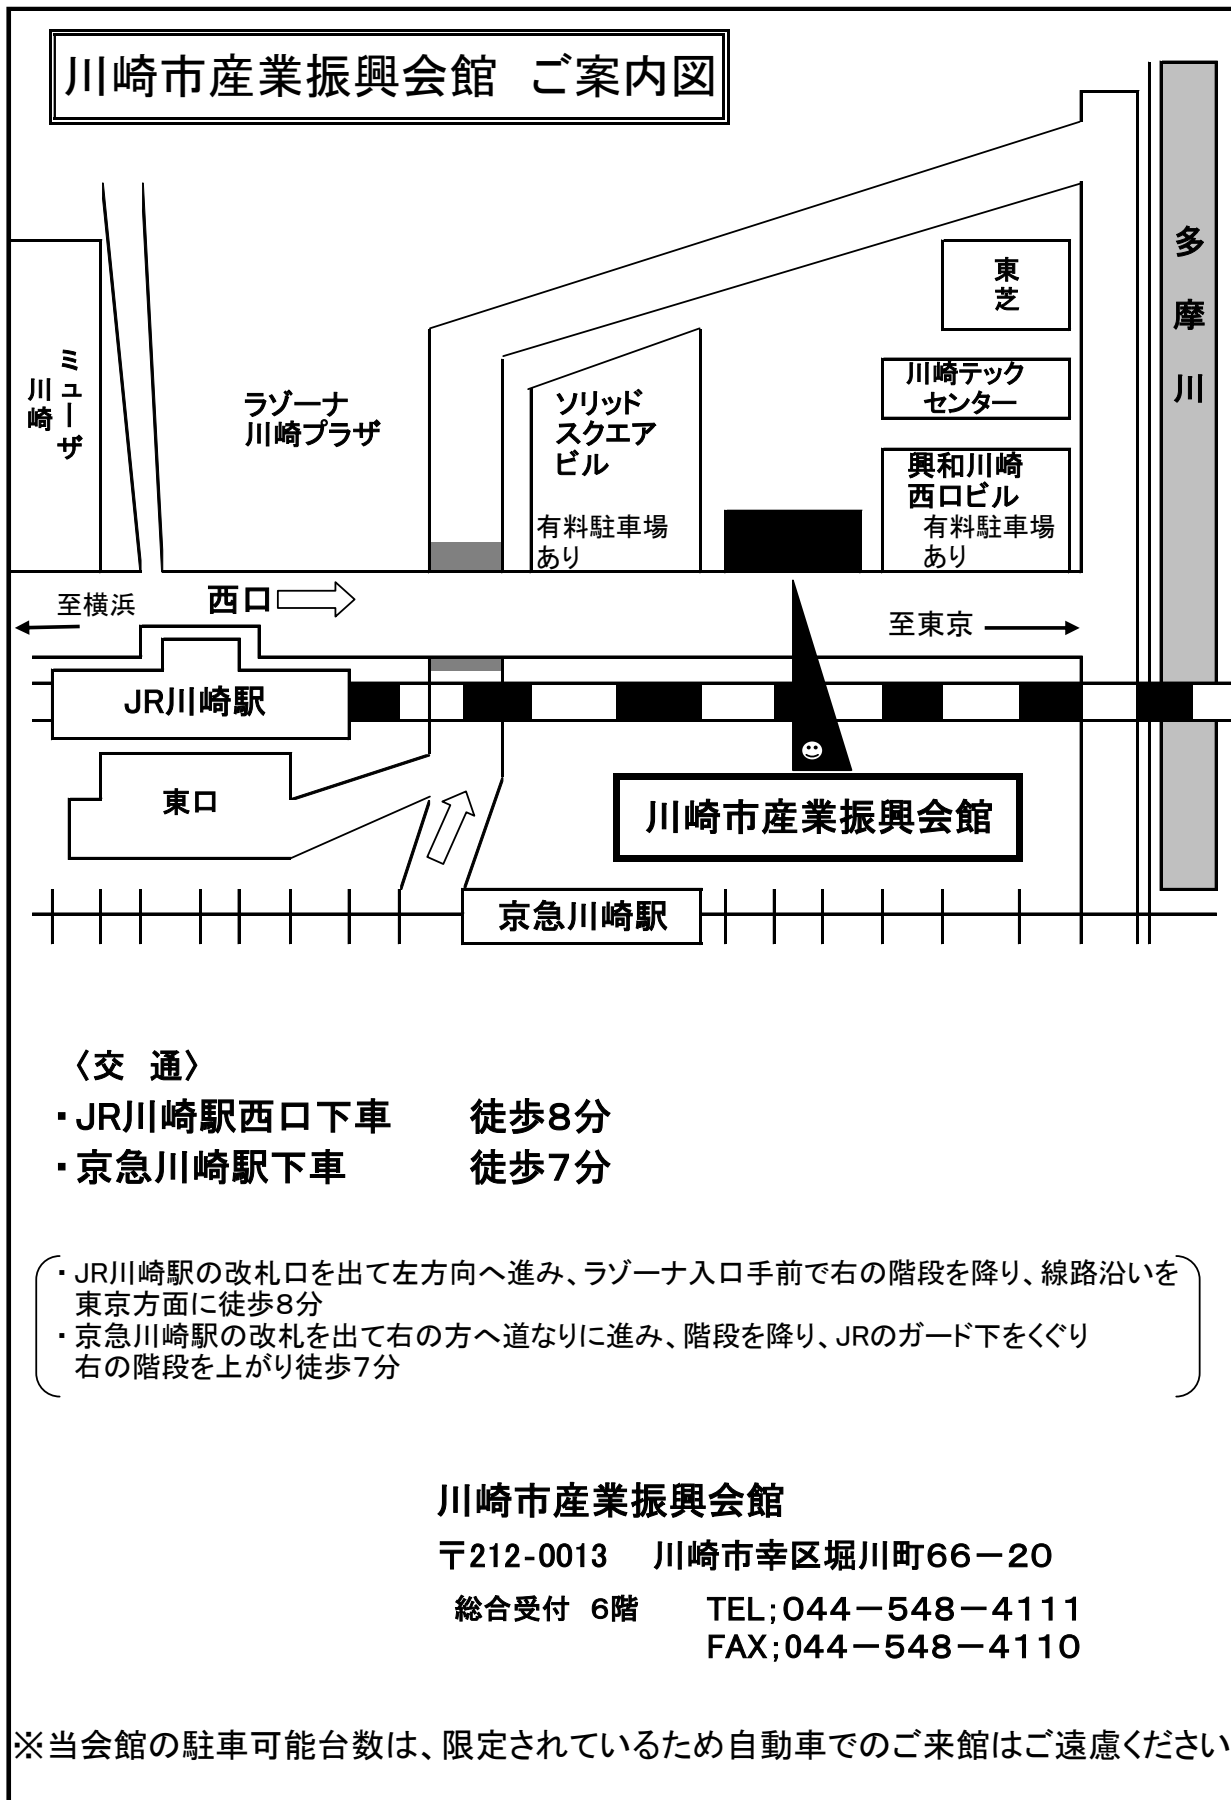 川崎市産業振興会館　ご案内図
多摩川
東芝
ミューザ
川崎
ラゾーナ
川崎プラザ
ソリッド
スクエア
ビル
有料駐車場
あり
川崎テック
センター
興和川崎
西口ビル
有料駐車場
あり
至横浜
西口
至東京
JR川崎駅
東口
川崎市産業振興会館
京急川崎駅
〈交　通〉
・JR川崎駅西口下車　　徒歩8分
・京急川崎駅下車　　　徒歩7分
・JR川崎駅の改札口を出て左方向へ進み、ラゾーナ入口手前で右の階段を降り、線路沿いを
東京方面に徒歩8分
・京急川崎駅の改札を出て右の方へ道なりに進み、階段を降り、JRのガード下をくぐり
右の階段を上がり徒歩7分
川崎市産業振興会館
〒212-0013　川崎市幸区堀川町66－20
総合受付　6階　　TEL;044－548－4111
FAX;044－548－4110
※当会館の駐車可能台数は、限定されているため自動車でのご来館はご遠慮ください